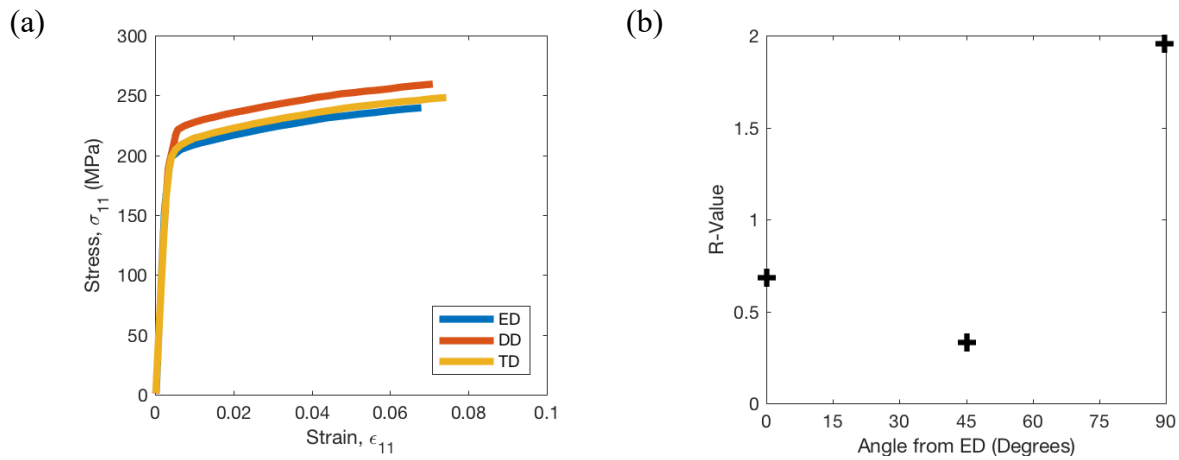 (a)
300
250
200
150
100
50
0
Stress, σ11 (MPa)
ED
DD
TD
0 0.02 0.04 0.06 0.08 0.1
Strain, ϵ11
(b)
2
1.5
1
0.5
0
R-Value
0 15 30 45 60 75 90
Angle from ED (Degrees)